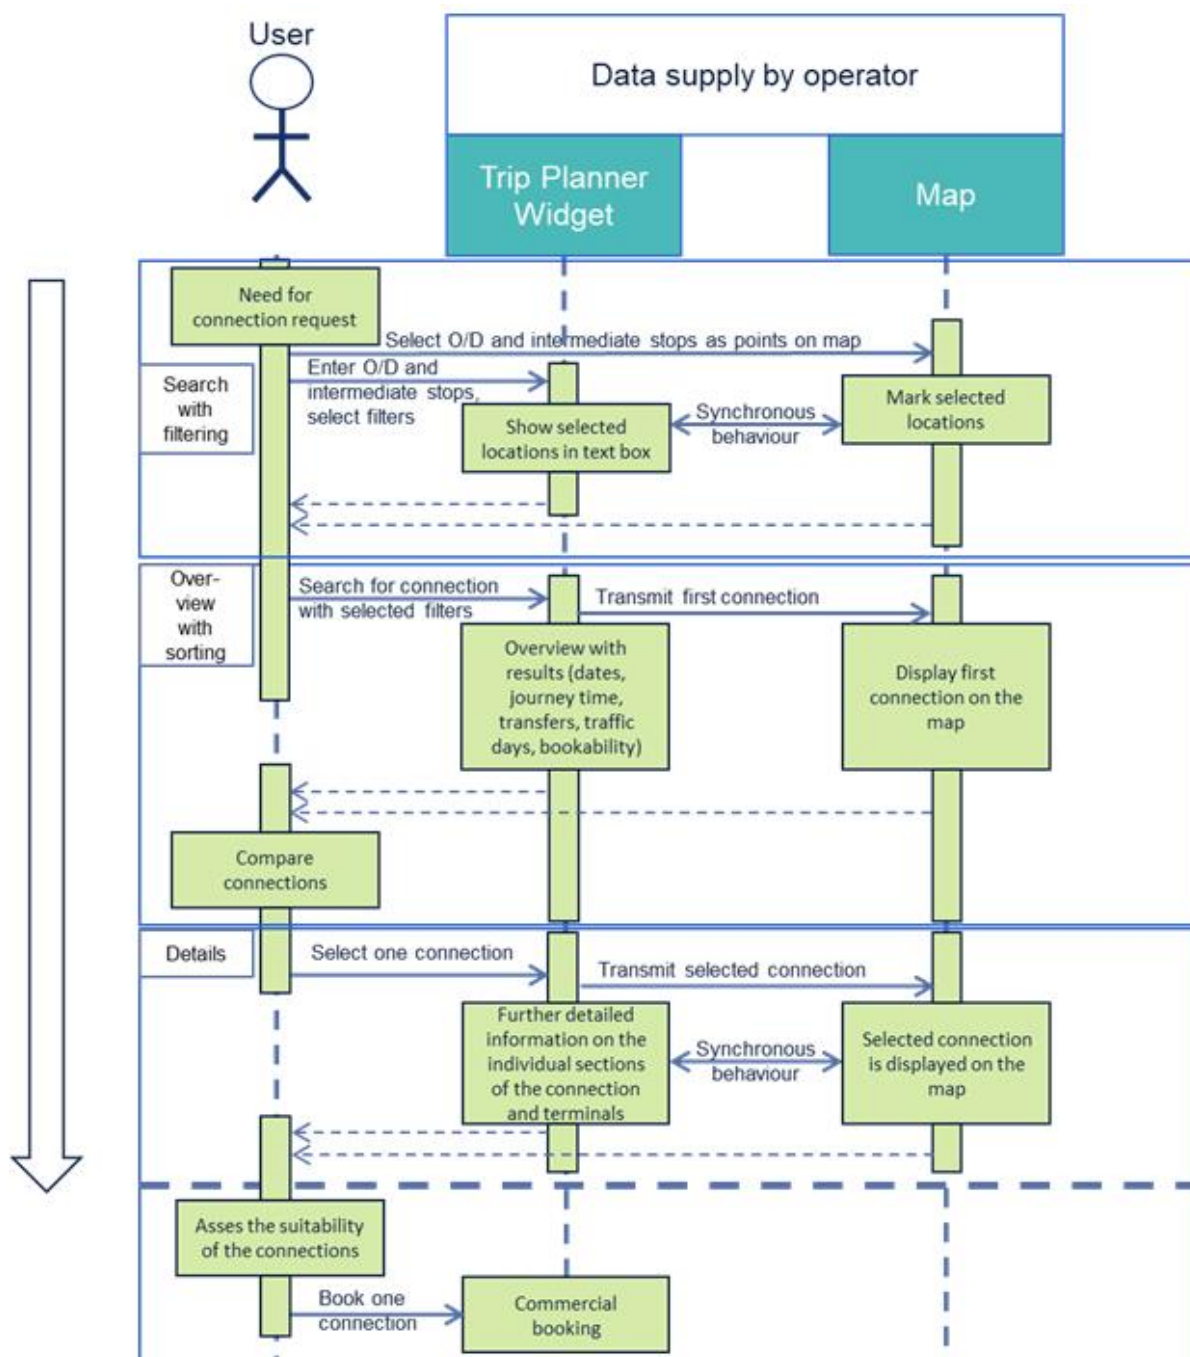 User
Data supply by operator
Trip Planner
Widget
Map
Need for
connection request
Select O/D and intermediate stops as points on map
Search
with
filtering
Enter O/D and
intermediate stops,
select filters
Show selected
locations in text box
Synchronous
behaviour
Mark selected
locations
Over-
view
with
sorting
Search for connection
with selected filters
Transmit first connection
Overview with
results (dates,
journey time,
transfers, traffic
days, bookability)
Display first
connection on the
map
Compare
connections
Details
Select one connection
Transmit selected connection
Further detailed
information on the
individual sections
of the connection
and terminals
Synchronous
behaviour
Selected connection
is displayed on the
map
Asses the suitability
of the connections
Book one
connection
Commercial
booking